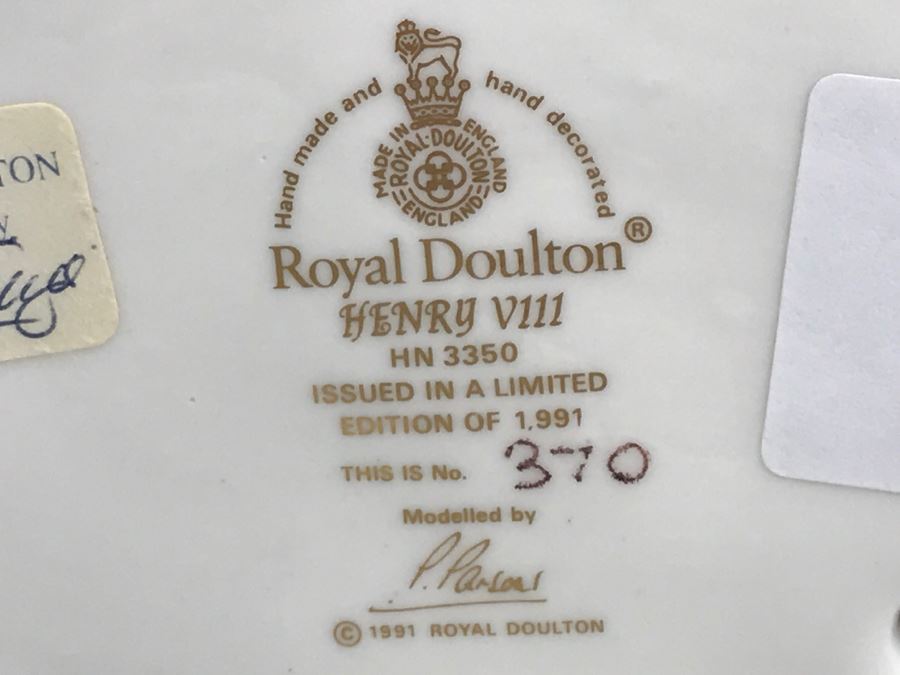 Hand made and hand decorated
MADE IN ENGLAND
ROYAL·DOULTON
ENGLAND
Royal Doulton®
HENRY VIII
HN 3350
ISSUED IN A LIMITED
EDITION OF 1,991
THIS IS No. 370
Modelled by
P. Parsons
© 1991 ROYAL DOULTON
TON